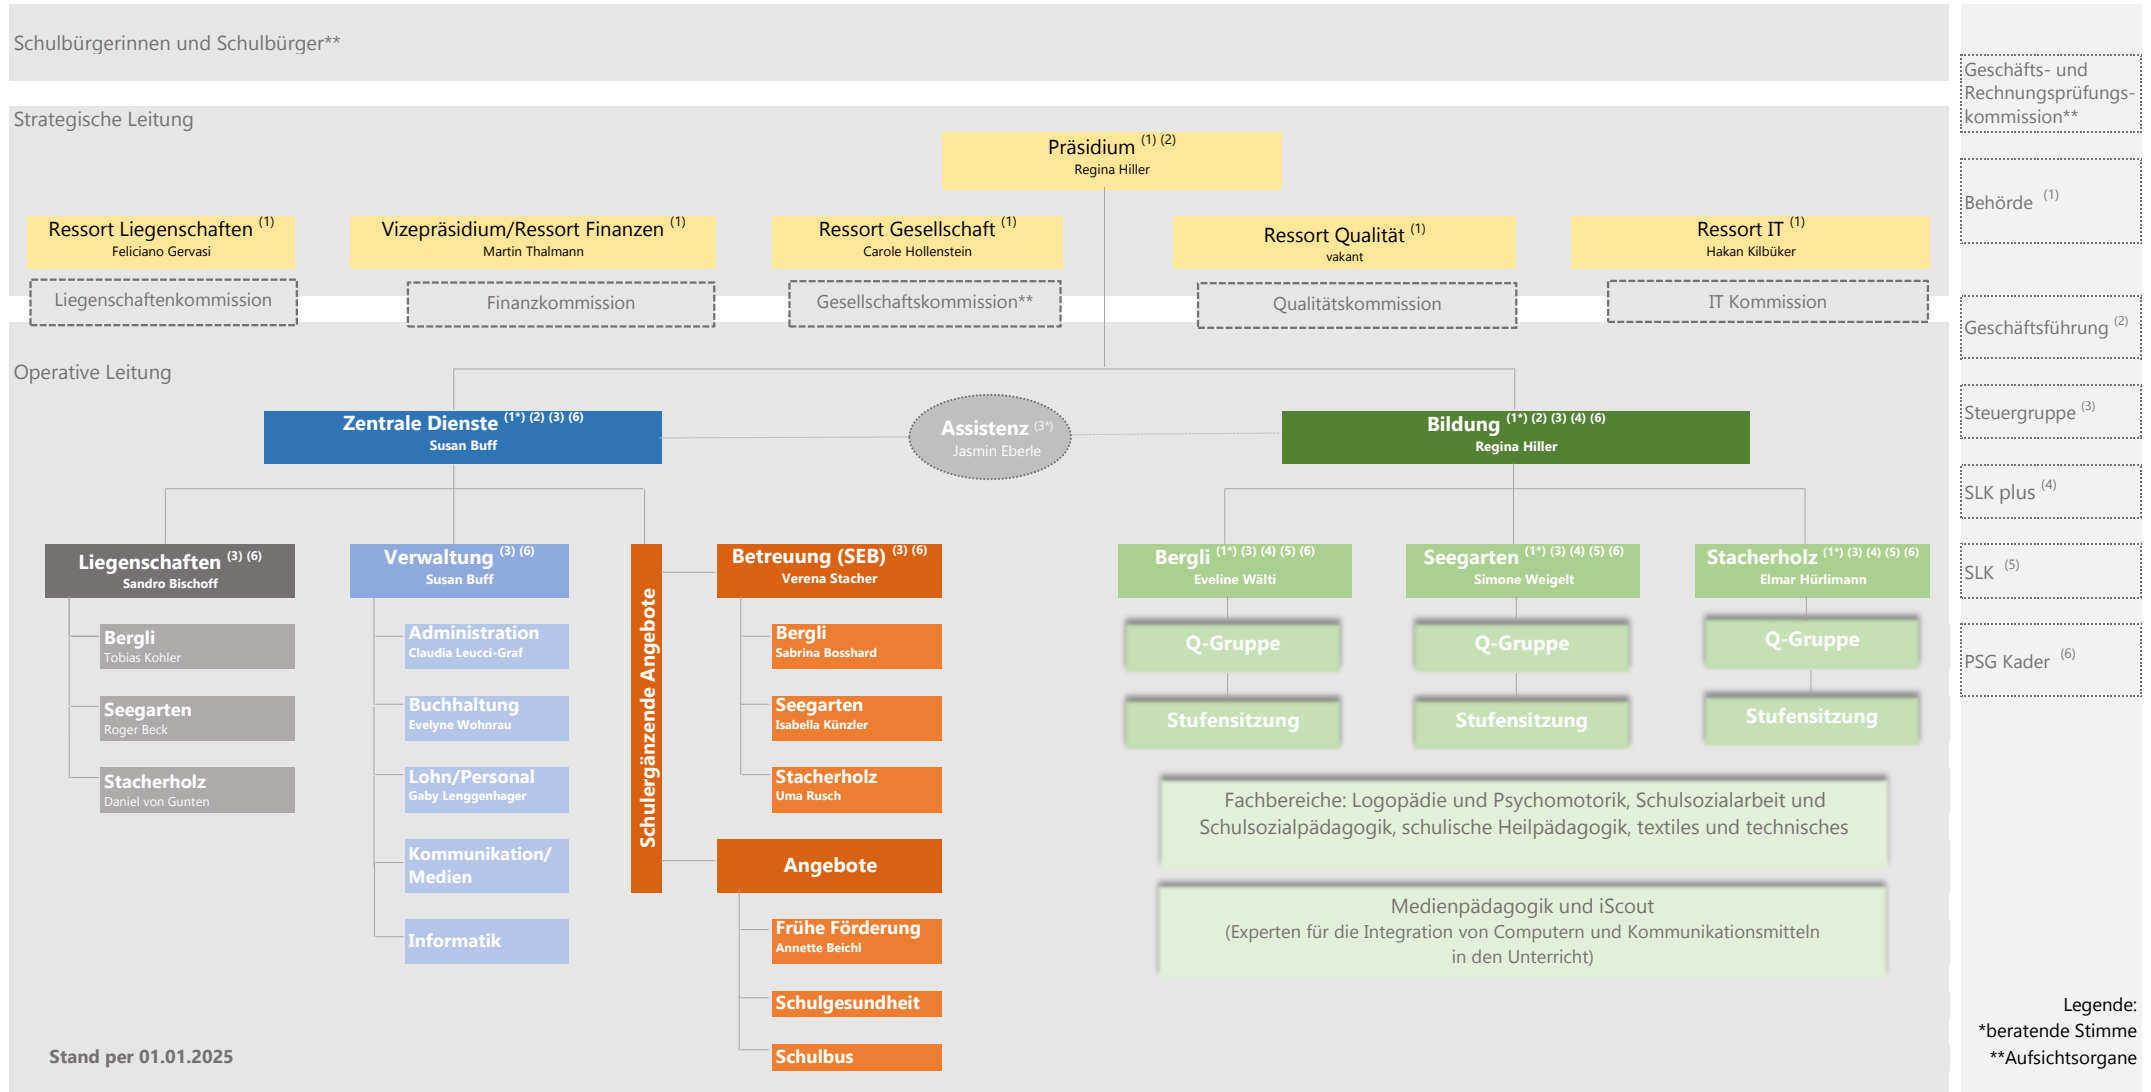 Schulbürgerinnen und Schulbürger**
Strategische Leitung
Präsidium (1) (2)
Regina Hiller
Ressort Liegenschaften (1)
Feliciano Gervasi
Vizepräsidium/Ressort Finanzen (1)
Martin Thalmann
Ressort Gesellschaft (1)
Carole Hollenstein
Ressort Qualität (1)
vakant
Ressort IT (1)
Hakan Kilbüker
Liegenschaftenkommission
Finanzkommission
Gesellschaftskommission**
Qualitätskommission
IT Kommission
Operative Leitung
Zentrale Dienste (1*) (2) (3) (6)
Susan Buff
Assistenz (3*)
Jasmin Eberle
Bildung (1*) (2) (3) (4) (6)
Regina Hiller
Liegenschaften (3) (6)
Sandro Bischoff
Bergli
Tobias Kohler
Seegarten
Roger Beck
Stacherholz
Daniel von Gunten
Verwaltung (3) (6)
Susan Buff
Administration
Claudia Leucci-Graf
Buchhaltung
Evelyne Wohnrau
Lohn/Personal
Gaby Lenggenhager
Kommunikation/
Medien
Informatik
Schulergänzende Angebote
Betreuung (SEB) (3) (6)
Verena Stacher
Bergli
Sabrina Bosshard
Seegarten
Isabella Künzler
Stacherholz
Uma Rusch
Angebote
Frühe Förderung
Annette Beichl
Schulgesundheit
Schulbus
Bergli (1*) (3) (4) (5) (6)
Eveline Wälti
Q-Gruppe
Stufensitzung
Seegarten (1*) (3) (4) (5) (6)
Simone Weigelt
Q-Gruppe
Stufensitzung
Stacherholz (1*) (3) (4) (5) (6)
Elmar Hürlimann
Q-Gruppe
Stufensitzung
Fachbereiche: Logopädie und Psychomotorik, Schulsozialarbeit und
Schulsozialpädagogik, schulische Heilpädagogik, textiles und technisches
Medienpädagogik und iScout
(Experten für die Integration von Computern und Kommunikationsmitteln
in den Unterricht)
Stand per 01.01.2025
Geschäfts- und
Rechnungsprüfungs-
kommission**
Behörde (1)
Geschäftsführung (2)
Steuergruppe (3)
SLK plus (4)
SLK (5)
PSG Kader (6)
Legende:
*beratende Stimme
**Aufsichtsorgane